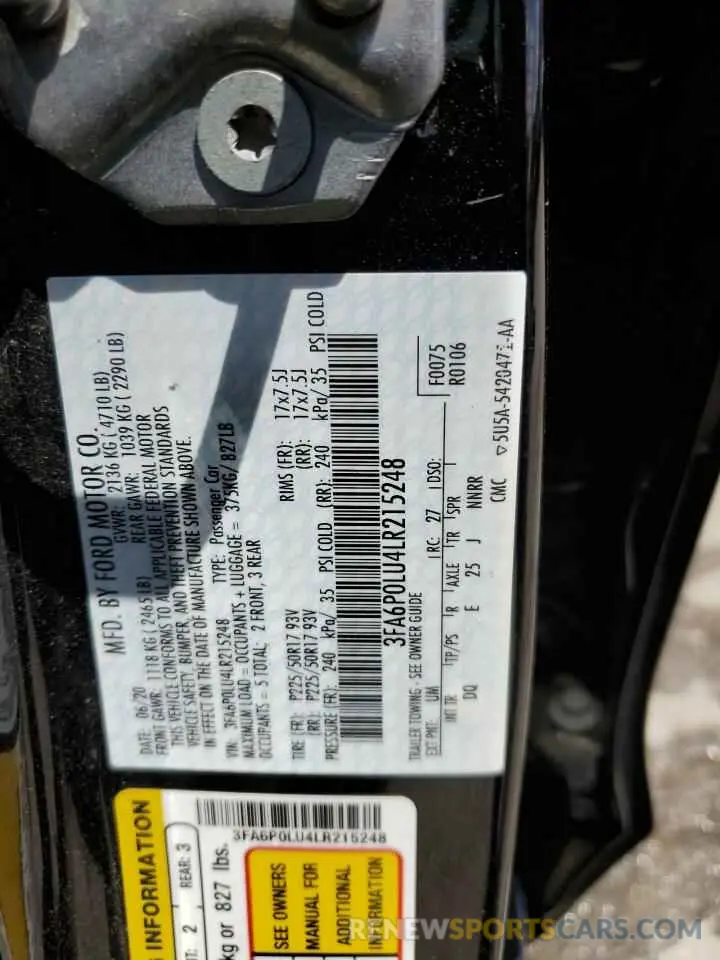 MFD. BY FORD MOTOR CO.
DATE: 06/20 GVWR: 2136 KG ( 4710 LB)
FRONT GAWR: 1118 KG ( 2465 LB) REAR GAWR: 1039 KG ( 2290 LB)
THIS VEHICLE CONFORMS TO ALL APPLICABLE FEDERAL MOTOR
VEHICLE SAFETY, BUMPER, AND THEFT PREVENTION STANDARDS
IN EFFECT ON THE DATE OF MANUFACTURE SHOWN ABOVE.
VIN: 3FA6P0LU4LR215248 TYPE: Passenger Car
MAXIMUM LOAD = OCCUPANTS + LUGGAGE = 375KG/ 827LB
OCCUPANTS = 5 TOTAL, 2 FRONT, 3 REAR
TIRE (FR): P225/50R17 93V RIMS (FR): 17x7.5J
(RR): P225/50R17 93V (RR): 17x7.5J
PRESSURE (FR): 240 kPa/ 35 PSI COLD (RR): 240 kPa/ 35 PSI COLD
3FA6P0LU4LR215248
F0075
R0106
TRAILER TOWING - SEE OWNER GUIDE
EXT PNT: UM RC: 27 DSO:
INT TR TP/PS R AXLE TR SPR
DQ E 25 J NNRR
CMC
3FA6P0LU4LR215248
INFORMATION
2 REAR: 3
kg or 827 lbs.
SEE OWNERS
MANUAL FOR
ADDITIONAL
INFORMATION
RENEWSPORTSCARS.COM